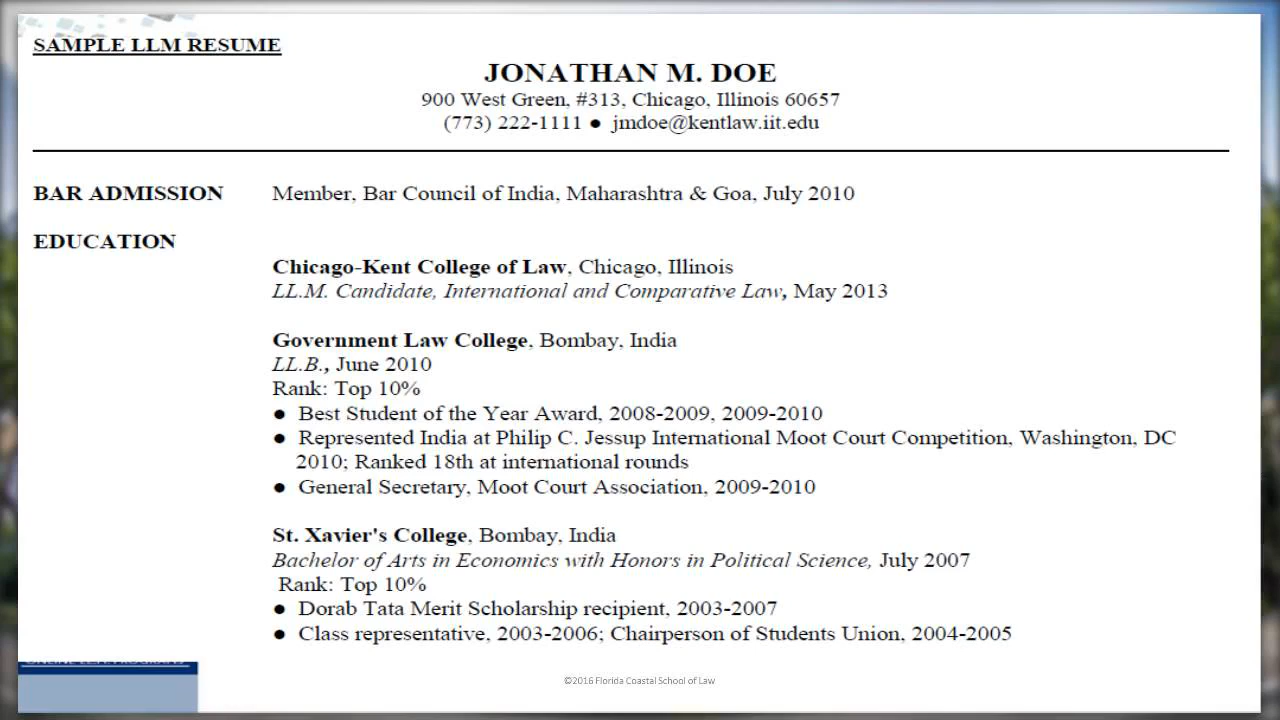 SAMPLE LLM RESUME
JONATHAN M. DOE
900 West Green, #313, Chicago, Illinois 60657
(773) 222-1111 ● jmdoe@kentlaw.iit.edu
BAR ADMISSION Member, Bar Council of India, Maharashtra & Goa, July 2010
EDUCATION
Chicago-Kent College of Law, Chicago, Illinois
LL.M. Candidate, International and Comparative Law, May 2013
Government Law College, Bombay, India
LL.B., June 2010
Rank: Top 10%
● Best Student of the Year Award, 2008-2009, 2009-2010
● Represented India at Philip C. Jessup International Moot Court Competition, Washington, DC
2010; Ranked 18th at international rounds
● General Secretary, Moot Court Association, 2009-2010
St. Xavier's College, Bombay, India
Bachelor of Arts in Economics with Honors in Political Science, July 2007
Rank: Top 10%
● Dorab Tata Merit Scholarship recipient, 2003-2007
● Class representative, 2003-2006; Chairperson of Students Union, 2004-2005
ONLINE LL.M. PROGRAMS
©2016 Florida Coastal School of Law